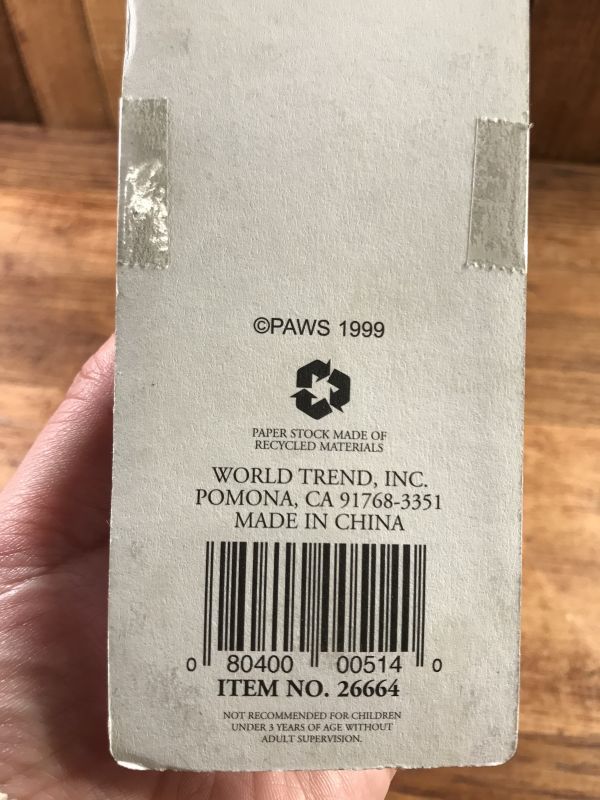 ©PAWS 1999
PAPER STOCK MADE OF
RECYCLED MATERIALS
WORLD TREND, INC.
POMONA, CA 91768-3351
MADE IN CHINA
0 80400 00514 0
ITEM NO. 26664
NOT RECOMMENDED FOR CHILDREN
UNDER 3 YEARS OF AGE WITHOUT
ADULT SUPERVISION.